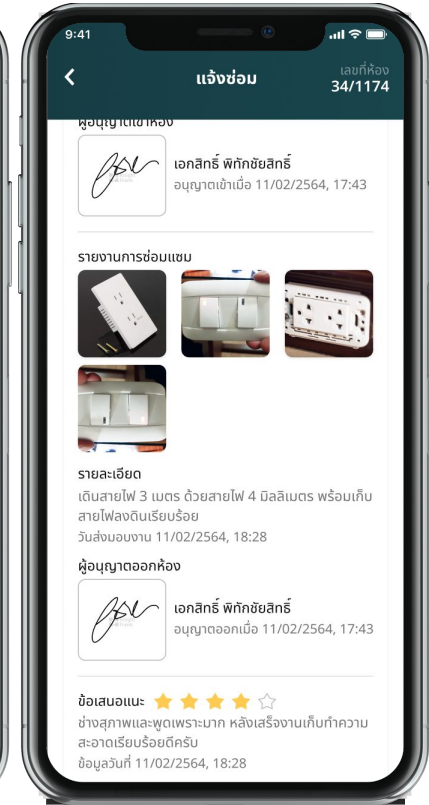 9:41
แจ้งซ่อม
เลขที่ห้อง
34/1174
ผู้อนุญาตเข้าห้อง
เอกสิทธิ์ พิทักชัยสิทธิ์
อนุญาตเข้าเมื่อ 11/02/2564, 17:43
รายงานการซ่อมแซม
รายละเอียด
เดินสายไฟ 3 เมตร ด้วยสายไฟ 4 มิลลิเมตร พร้อมเก็บ
สายไฟลงดินเรียบร้อย
วันส่งมอบงาน 11/02/2564, 18:28
ผู้อนุญาตออกห้อง
เอกสิทธิ์ พิทักชัยสิทธิ์
อนุญาตออกเมื่อ 11/02/2564, 17:43
ข้อเสนอแนะ
ช่างสุภาพและพูดเพราะมาก หลังเสร็จงานเก็บทำความ
สะอาดเรียบร้อยดีครับ
ข้อมูลวันที่ 11/02/2564, 18:28